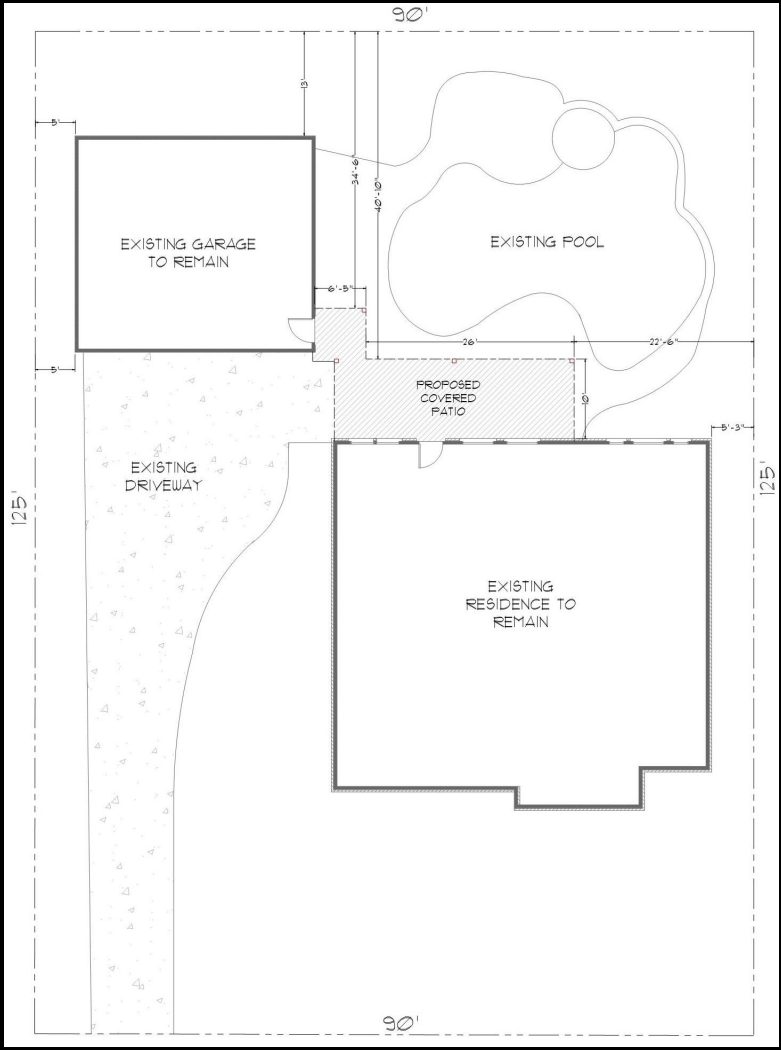 90'
13'
5'
34'-6"
40'-10"
EXISTING GARAGE
TO REMAIN
EXISTING POOL
6'-5"
26'
22'-6"
5'
PROPOSED
COVERED
PATIO
10'
5'-3"
EXISTING
DRIVEWAY
125'
125'
EXISTING
RESIDENCE TO
REMAIN
90'